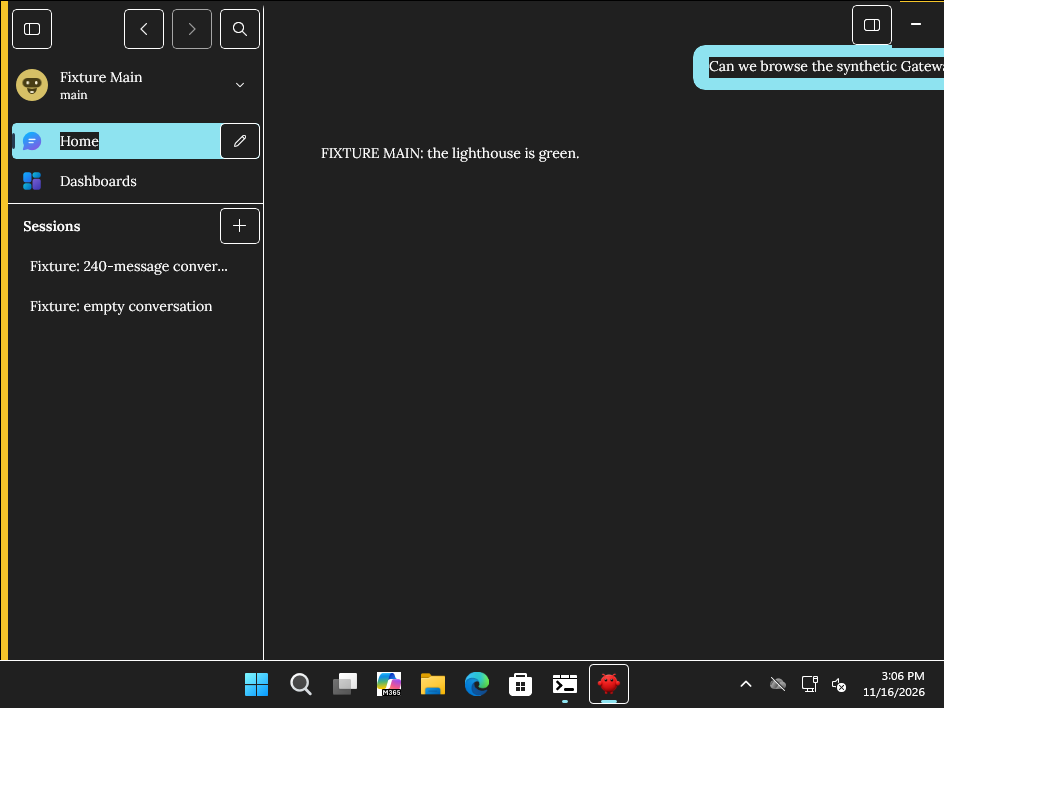 Fixture Main
main
Home
Dashboards
Sessions
Fixture: 240-message conver...
Fixture: empty conversation
Can we browse the synthetic
FIXTURE MAIN: the lighthouse is green.
M365
3:06 PM
11/16/2026